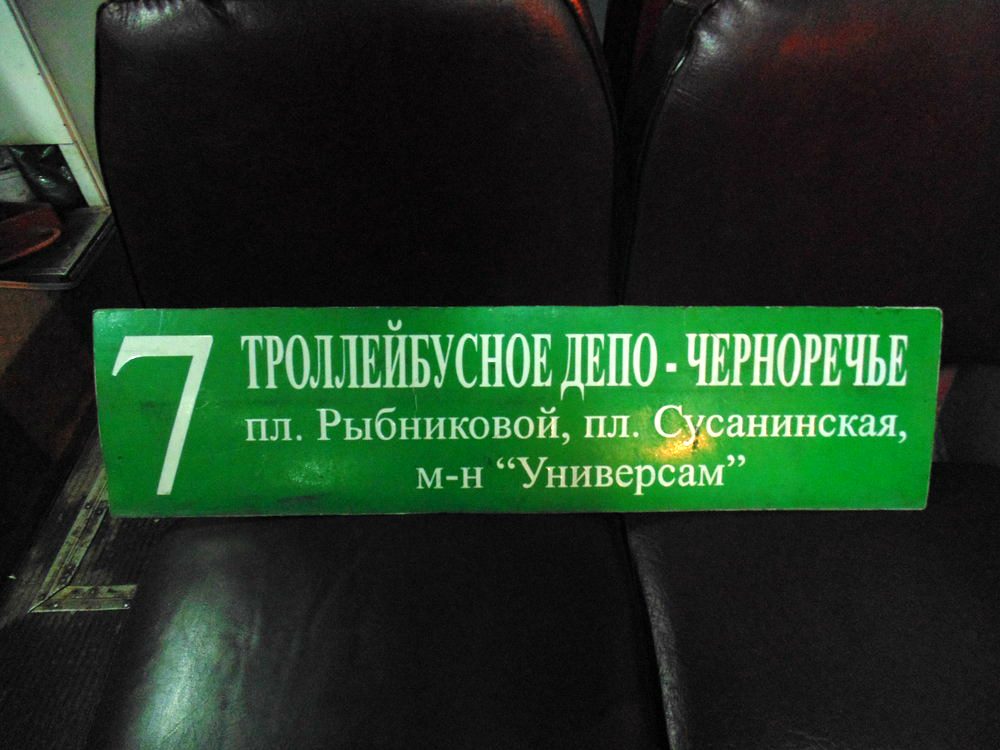 7 ТРОЛЛЕЙБУСНОЕ ДЕПО - ЧЕРНОРЕЧЬЕ
пл. Рыбниковой, пл. Сусанинская,
м-н “Универсам”